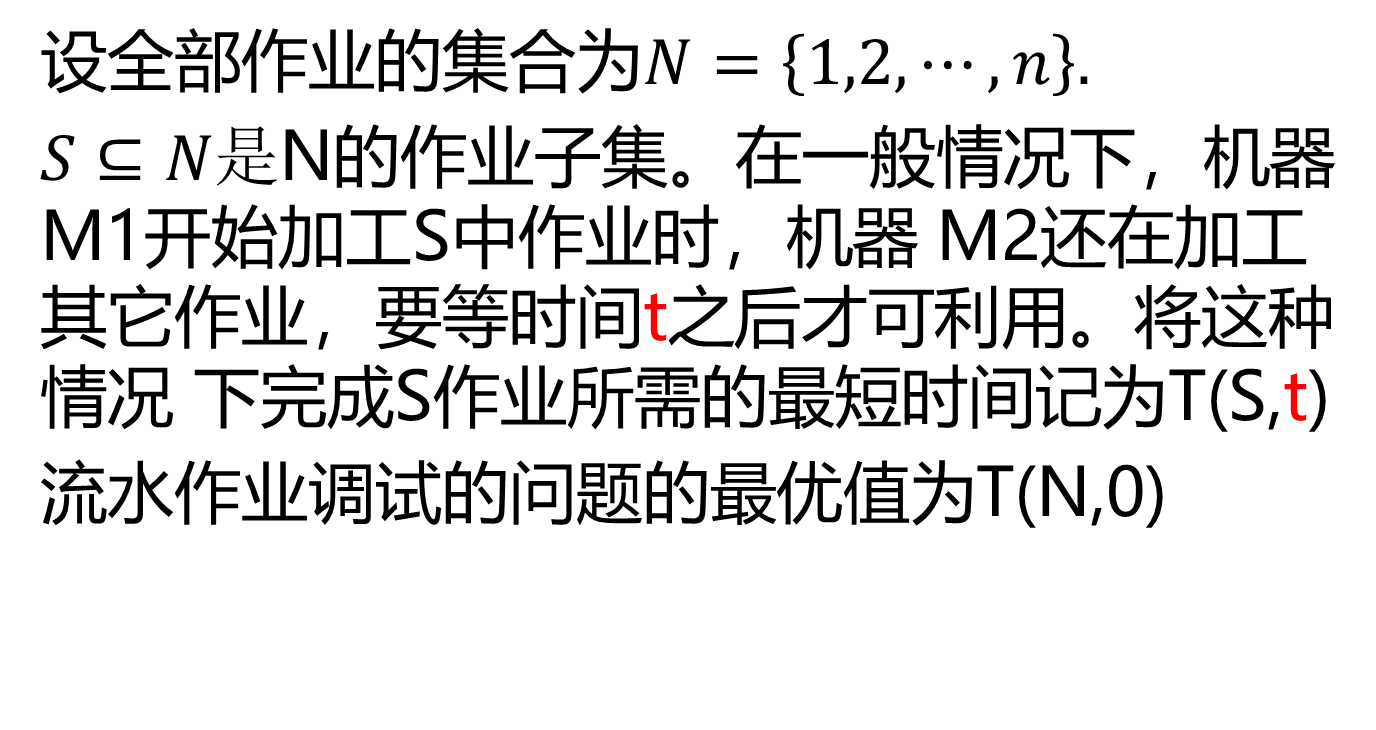 设全部作业的集合为N = {1,2, ⋯ , n}.
S ⊆ N是N的作业子集。在一般情况下，机器
M1开始加工S中作业时，机器 M2还在加工
其它作业，要等时间t之后才可利用。将这种
情况 下完成S作业所需的最短时间记为T(S,t)
流水作业调试的问题的最优值为T(N,0)